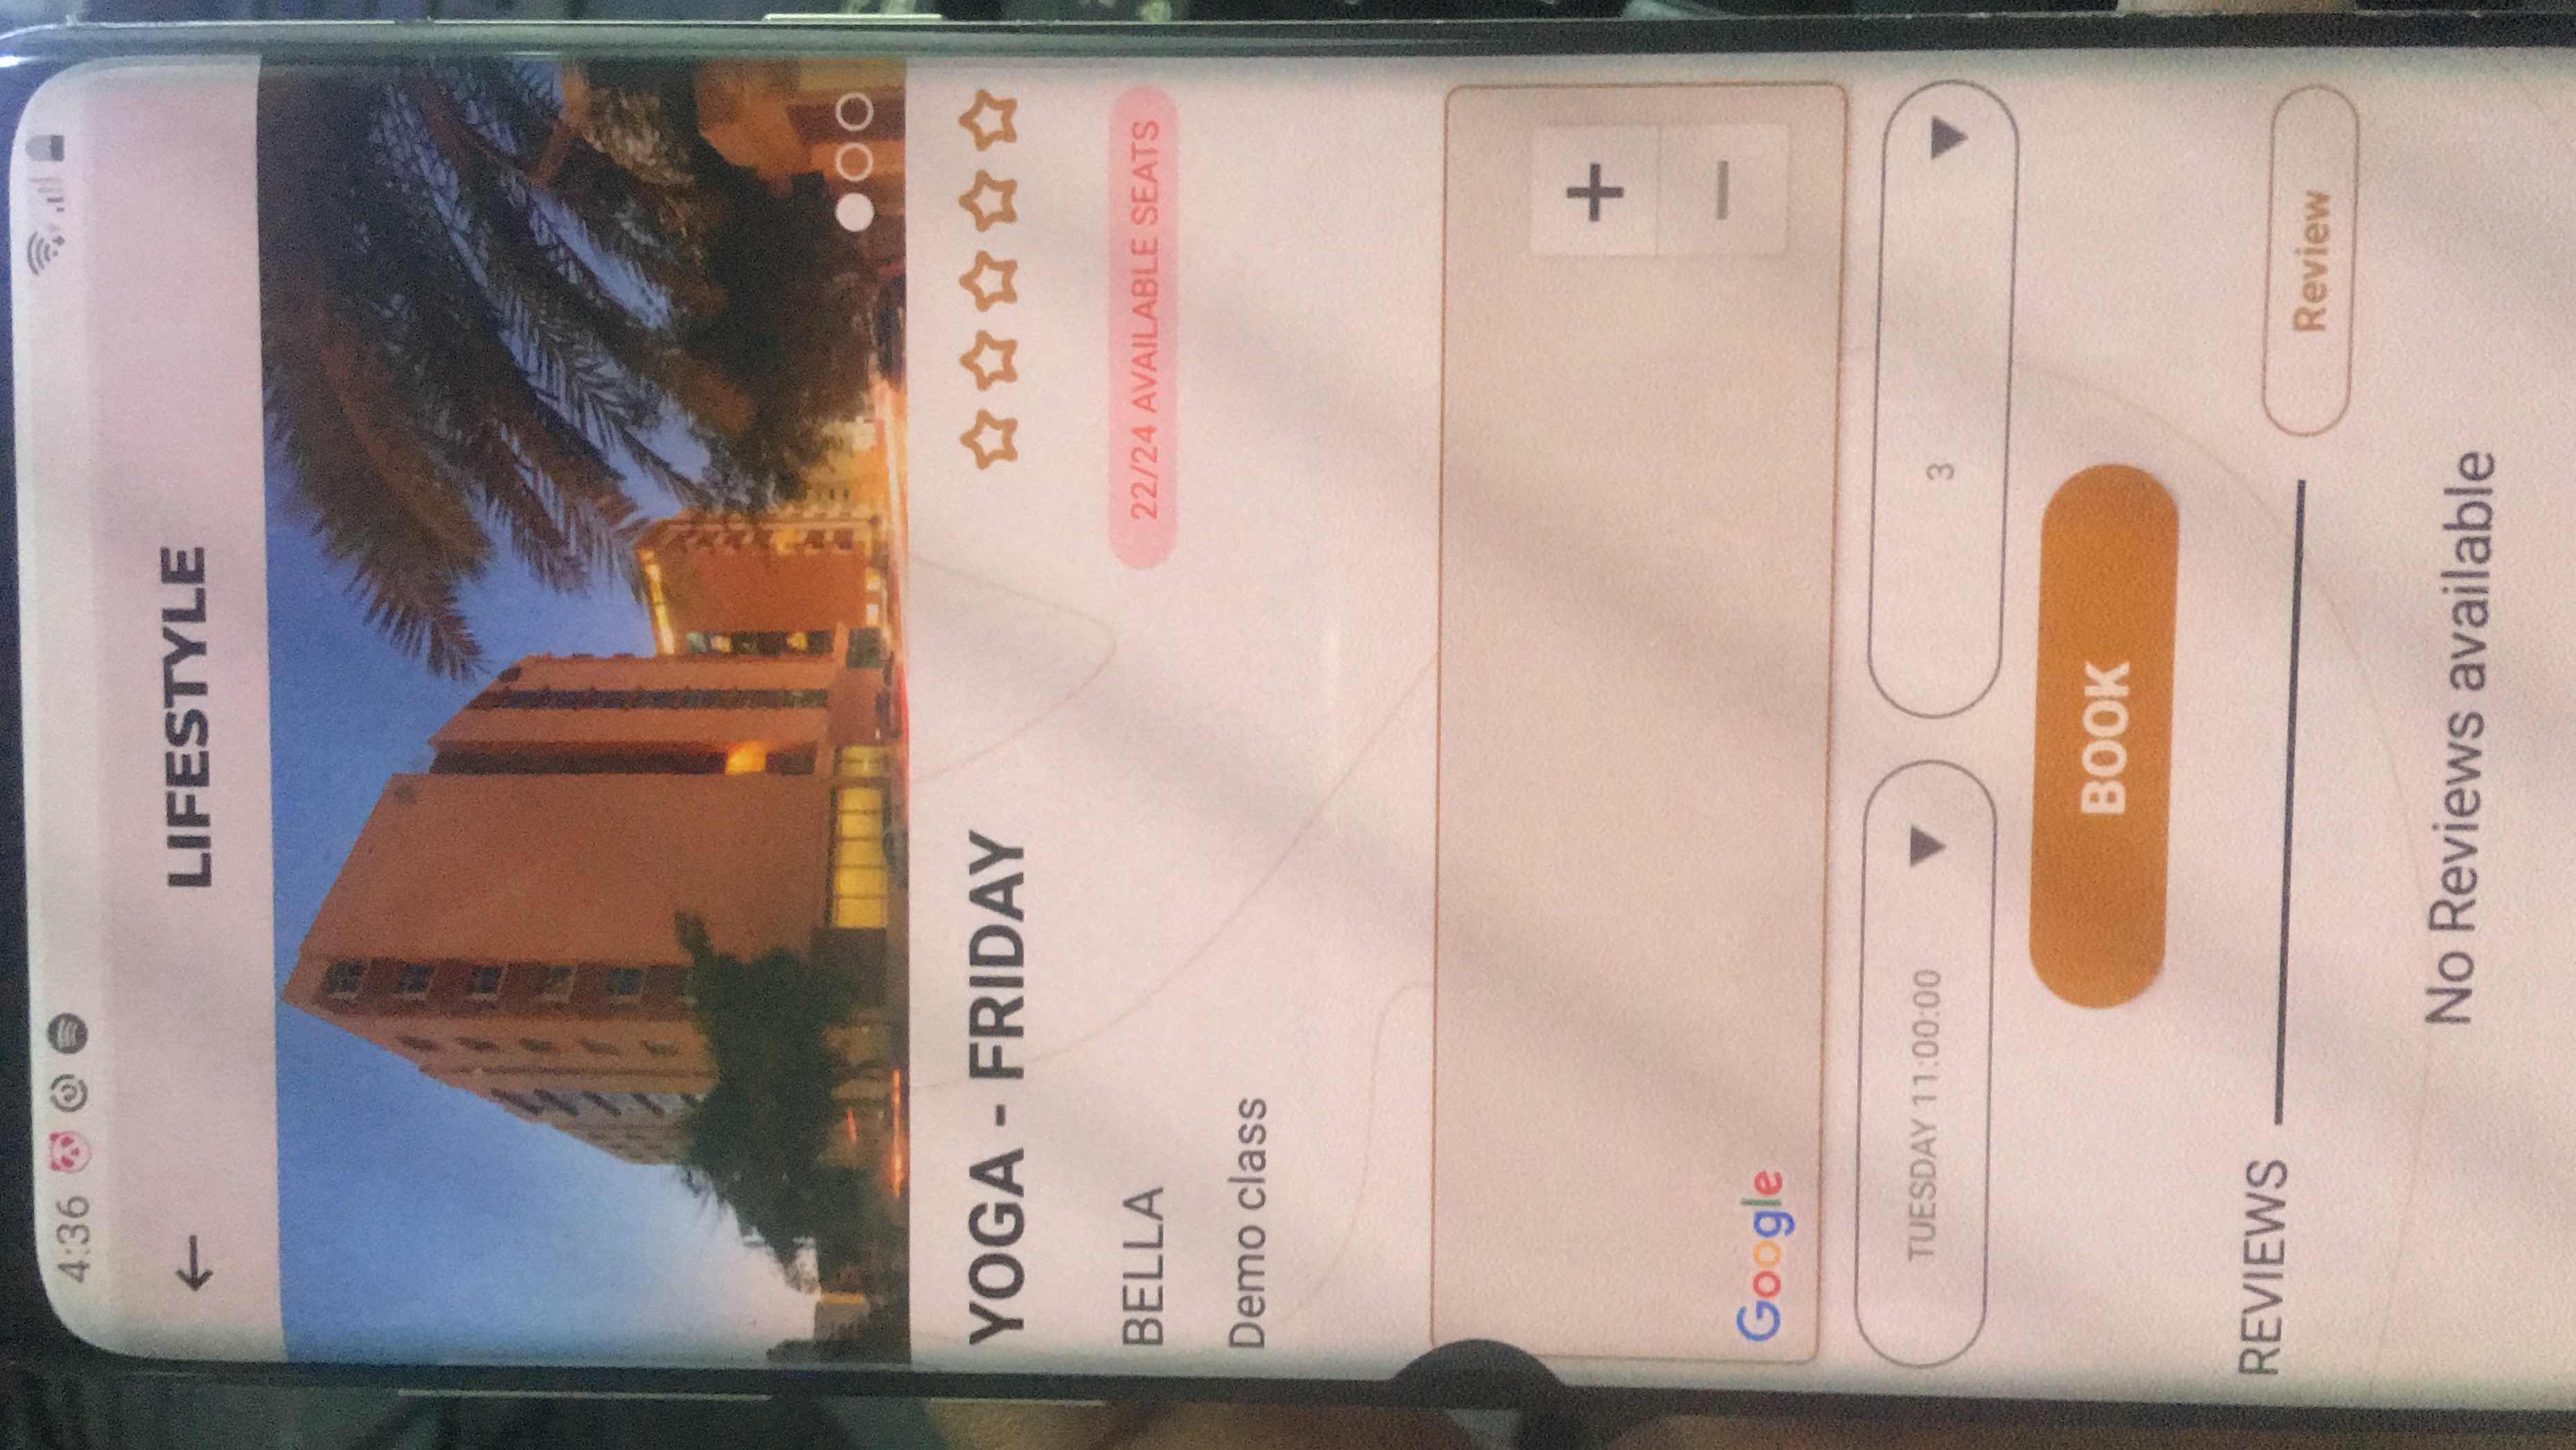 4:36
LIFESTYLE
YOGA - FRIDAY
BELLA
22/24 AVAILABLE SEATS
Demo class
Google
TUESDAY 11:00:00
3
BOOK
REVIEWS
Review
No Reviews available